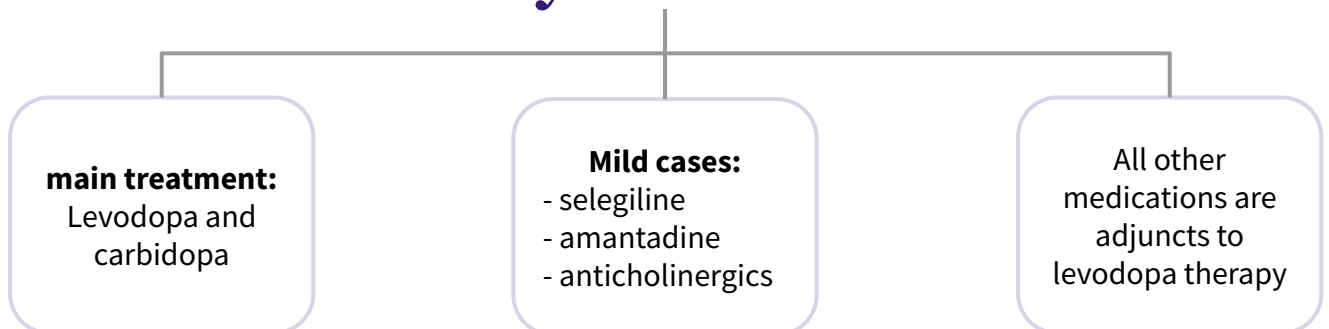 main treatment:
Levodopa and
carbidopa
Mild cases:
- selegiline
- amantadine
- anticholinergics
All other
medications are
adjuncts to
levodopa therapy